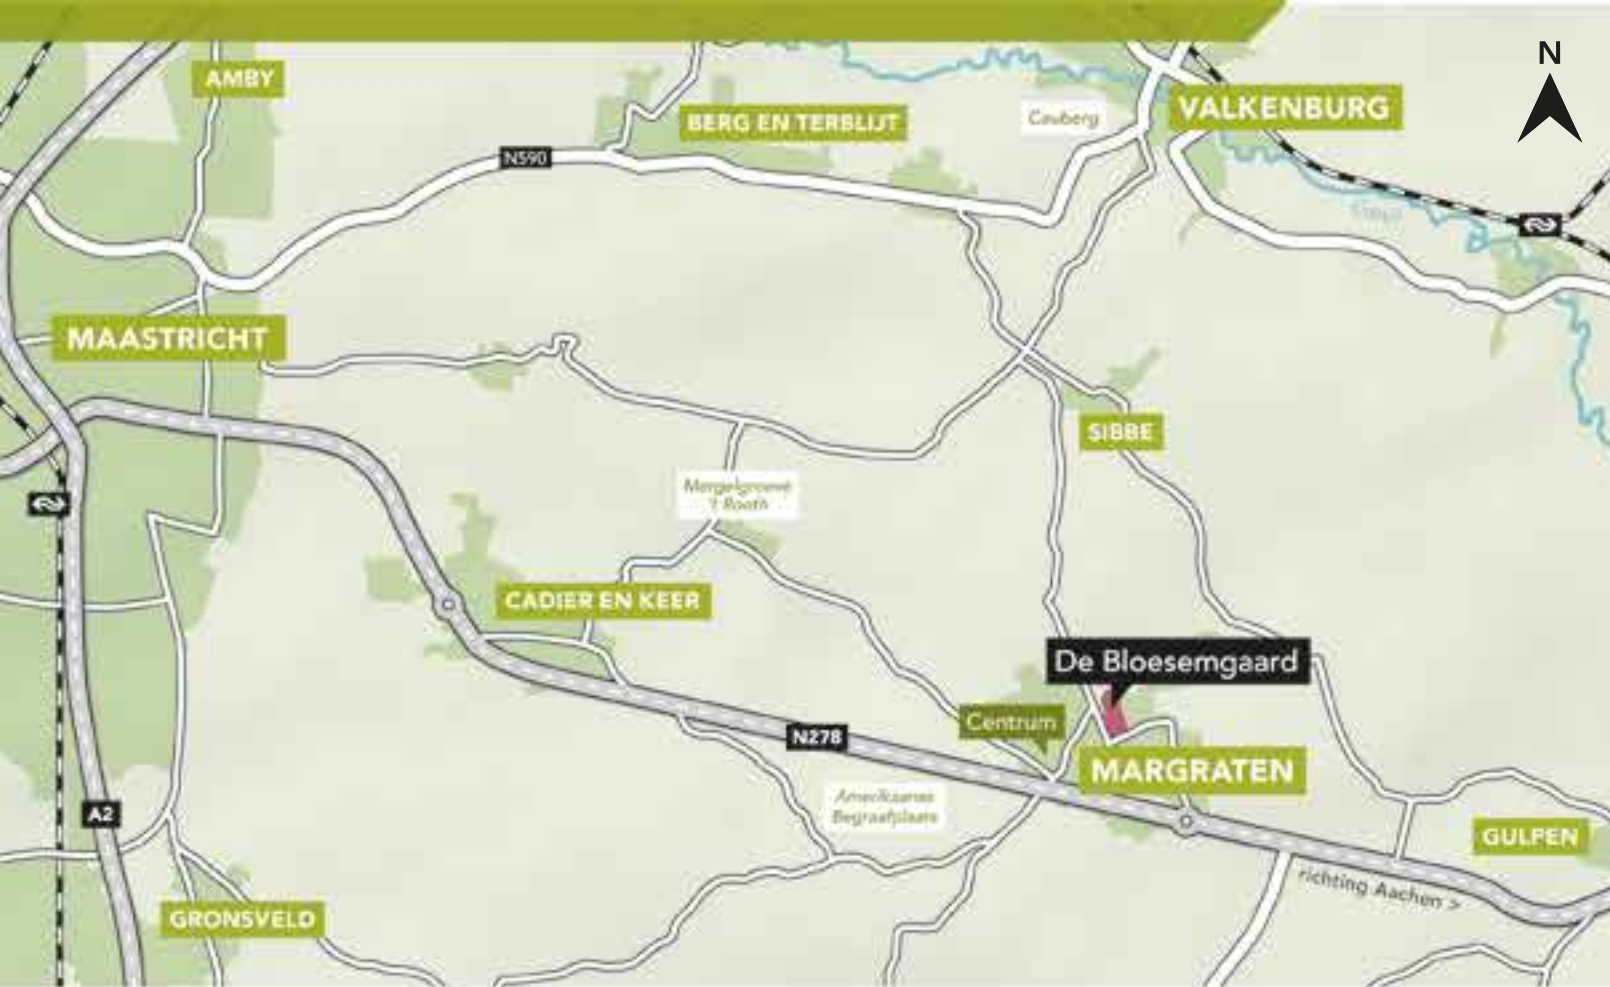 N
AMBY
VALKENBURG
Cauberg
BERG EN TERBLIJT
N590
MAASTRICHT
SIBBE
Mergelgroeve
't Rooth
CADIER EN KEER
De Bloesemgaard
Centrum
N278
MARGRATEN
Amerikaanse
Begraafplaats
A2
GULPEN
richting Aachen >
GRONSVELD